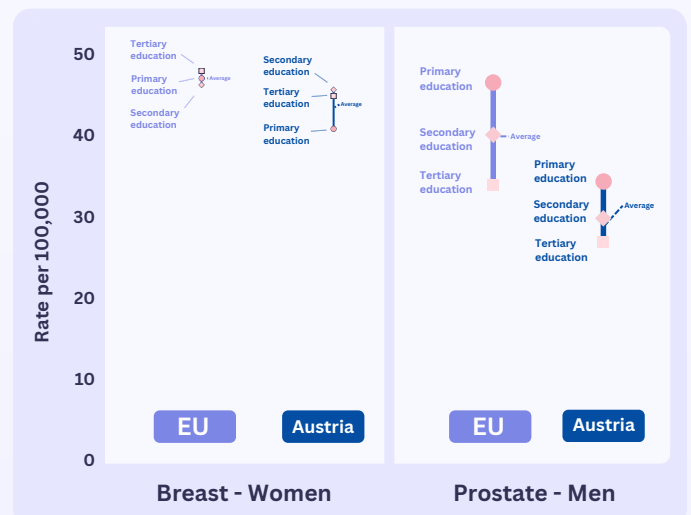 50
40
30
20
10
0
Rate per 100,000
Tertiary
education
Primary
education
Average
Secondary
education
Secondary
education
Tertiary
education
Average
Primary
education
EU
Austria
Breast - Women
Primary
education
Secondary
education
Average
Tertiary
education
Primary
education
Secondary
education
Average
Tertiary
education
EU
Austria
Prostate - Men